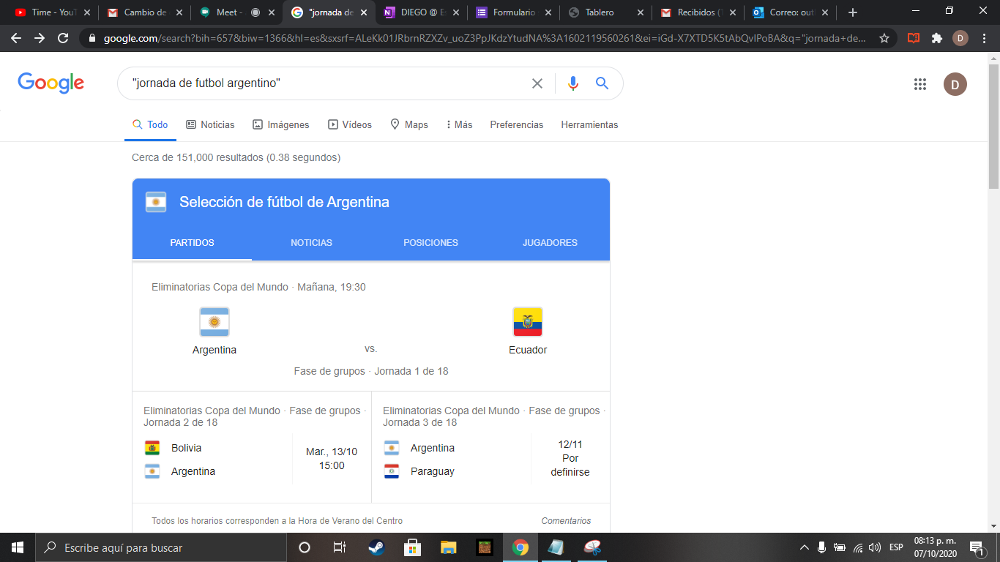 Time - YouT
Cambio de
Meet -
"jornada de
DIEGO @ Es
Formulario
Tablero
Recibidos (1
Correo: out
google.com/search?bih=657&biw=1366&hl=es&sxsrf=ALeKk01JRbrnRZXZv_uoZ3PpJKdzYtudNA%3A1602119560261&ei=iGd-X7XTD5K5tAbQvlPoBA&q="jornada+de...
D
Google
"jornada de futbol argentino"
D
Todo
Noticias
Imágenes
Vídeos
Maps
Más
Preferencias
Herramientas
Cerca de 151,000 resultados (0.38 segundos)
Selección de fútbol de Argentina
PARTIDOS
NOTICIAS
POSICIONES
JUGADORES
Eliminatorias Copa del Mundo · Mañana, 19:30
Argentina
vs.
Ecuador
Fase de grupos · Jornada 1 de 18
Eliminatorias Copa del Mundo · Fase de grupos ·
Jornada 2 de 18
Bolivia
Argentina
Mar., 13/10
15:00
Eliminatorias Copa del Mundo · Fase de grupos ·
Jornada 3 de 18
Argentina
Paraguay
12/11
Por
definirse
Todos los horarios corresponden a la Hora de Verano del Centro
Comentarios
Escribe aquí para buscar
ESP
08:13 p. m.
07/10/2020
1